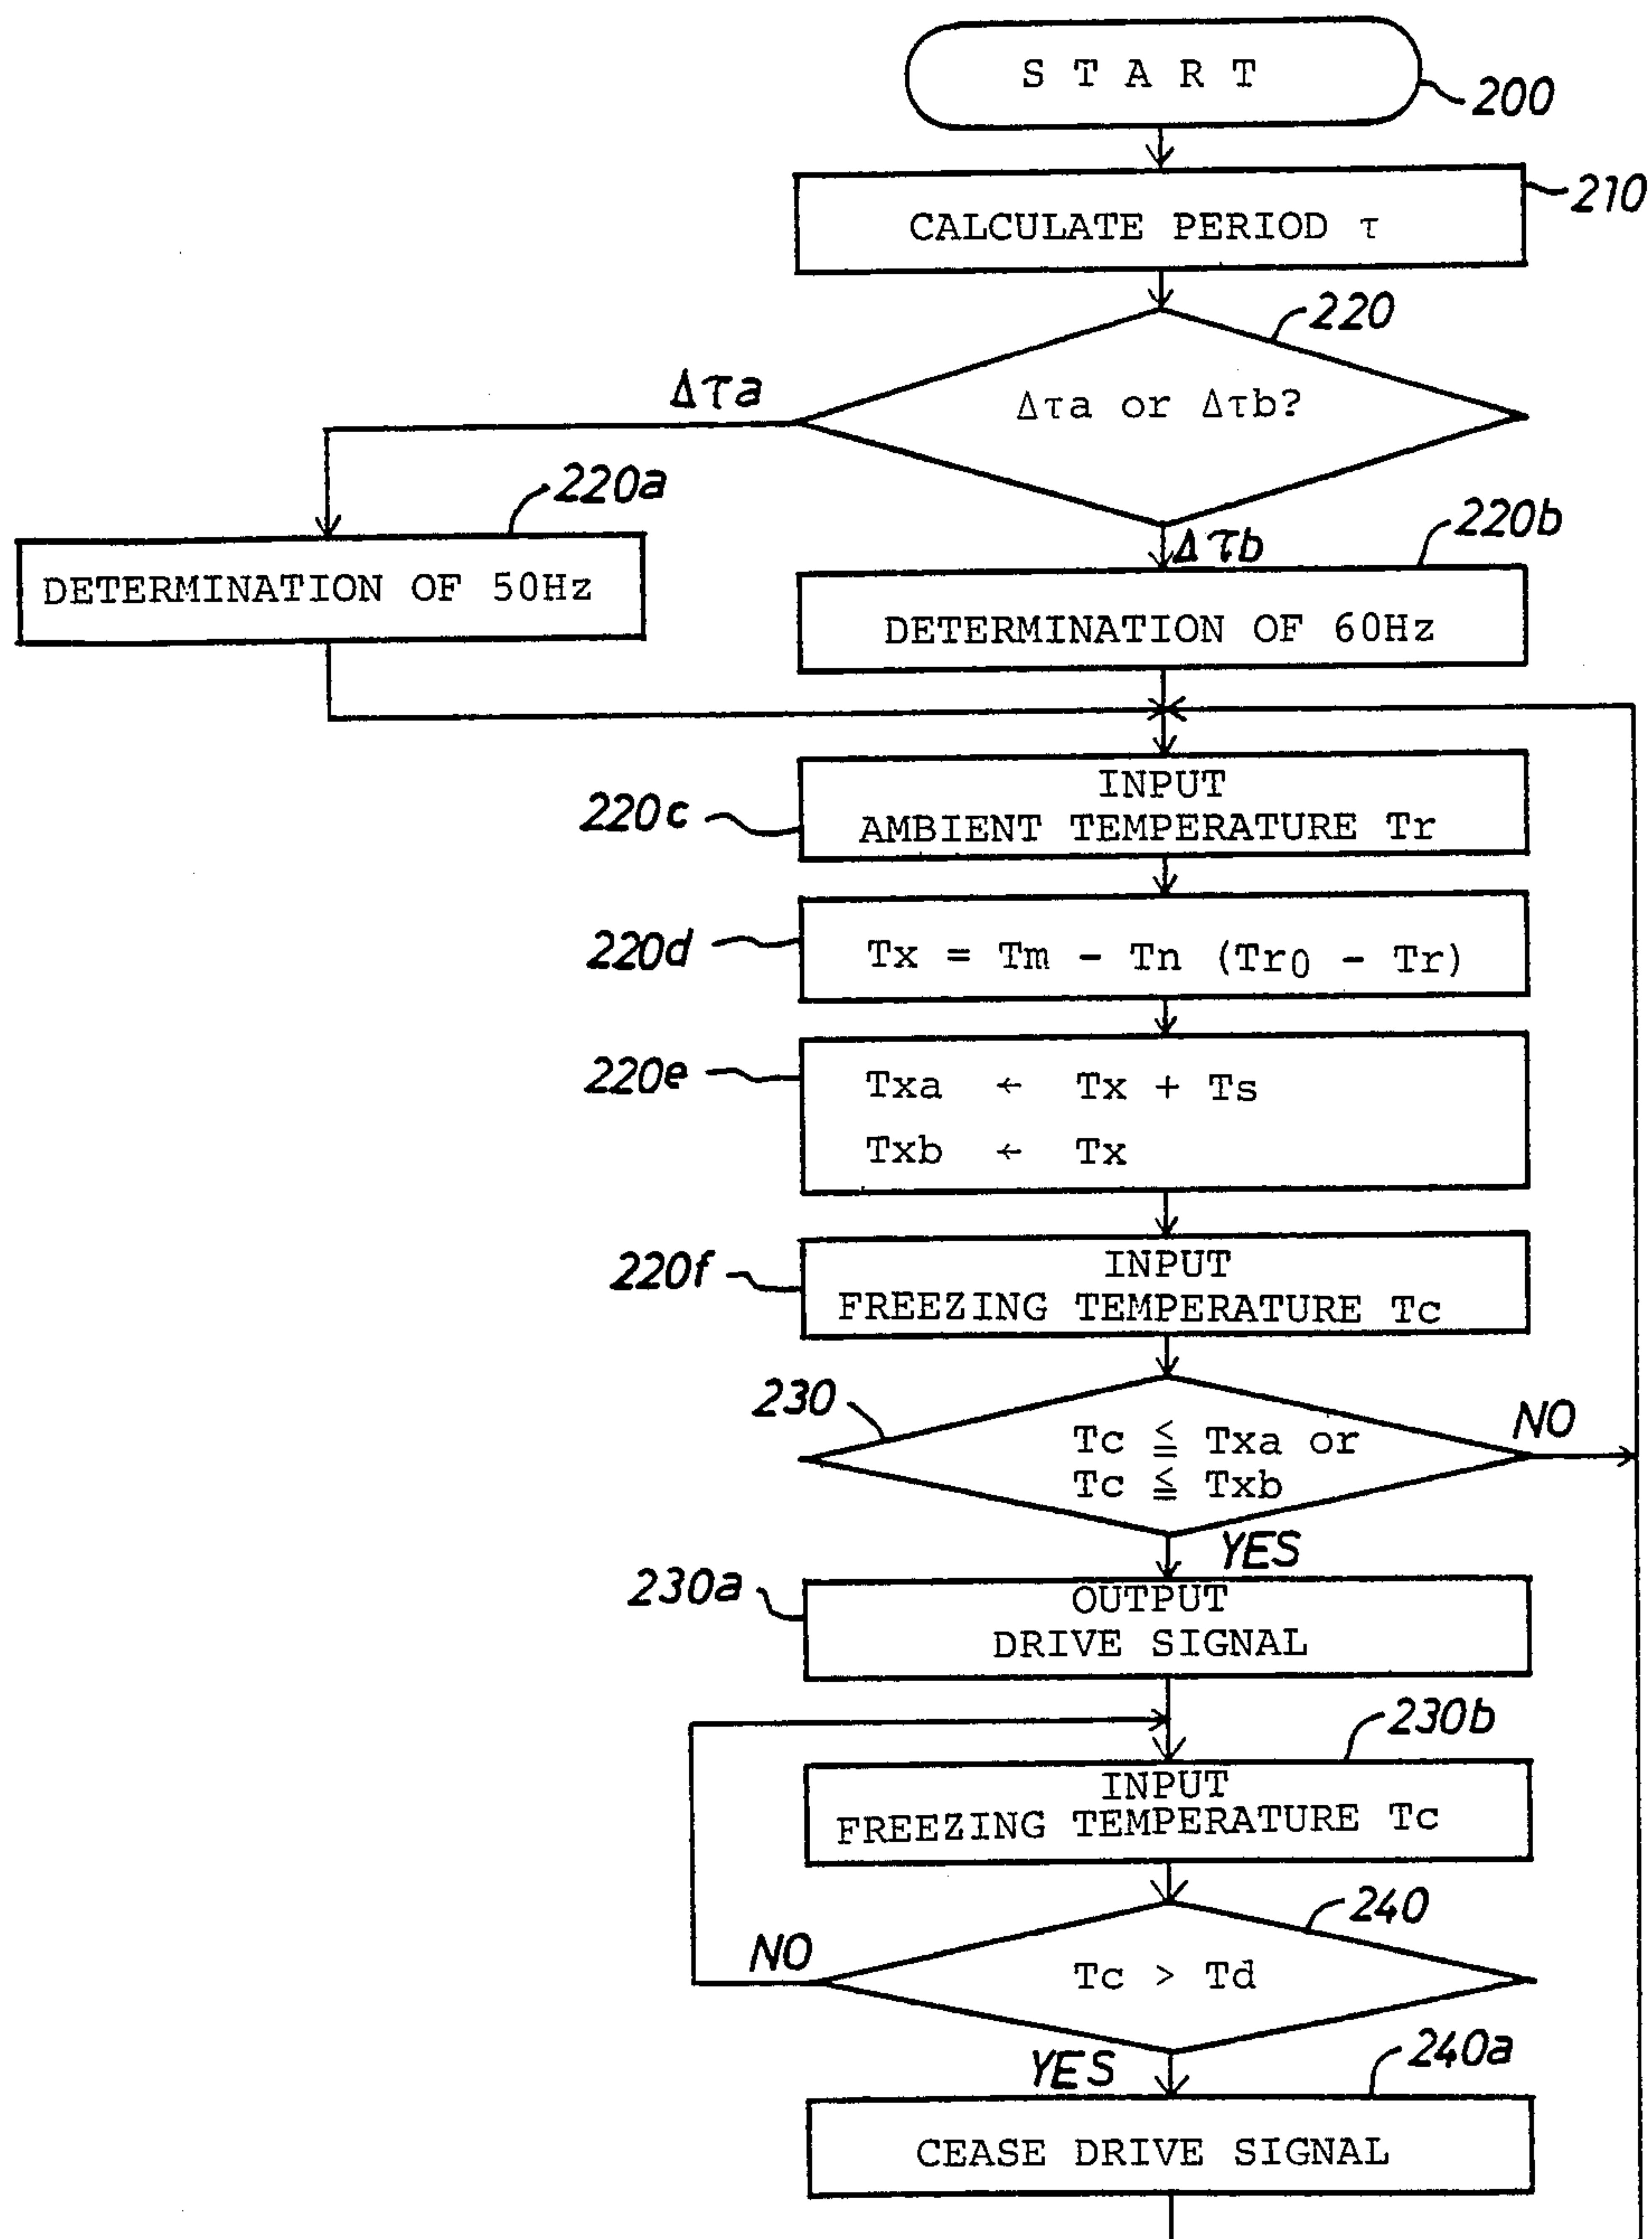 S T A R T
200
CALCULATE PERIOD τ
210
Δτa or Δτb?
220
Δτa
Δτb
220a
DETERMINATION OF 50Hz
220b
DETERMINATION OF 60Hz
220c
INPUT
AMBIENT TEMPERATURE Tr
220d
Tx = Tm - Tn (Tr0 - Tr)
220e
Txa ← Tx + Ts
Txb ← Tx
220f
INPUT
FREEZING TEMPERATURE Tc
230
Tc ≦ Txa or
Tc ≦ Txb
NO
YES
230a
OUTPUT
DRIVE SIGNAL
230b
INPUT
FREEZING TEMPERATURE Tc
240
Tc > Td
NO
YES
240a
CEASE DRIVE SIGNAL